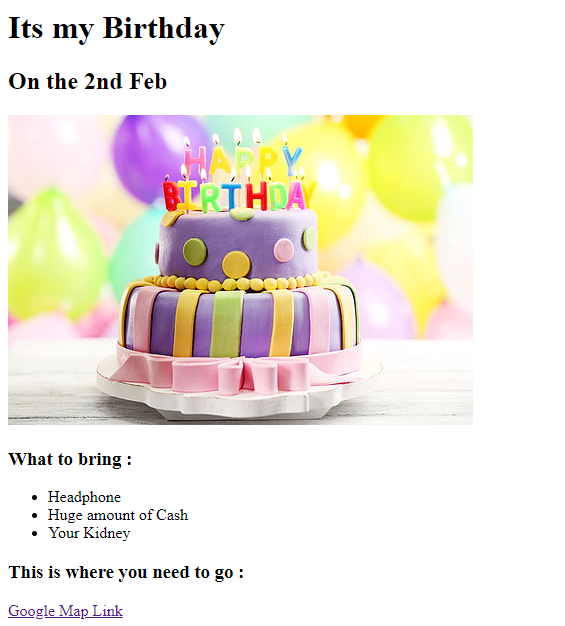 Its my Birthday
On the 2nd Feb
HAPPY
BIRTHDAY
What to bring :
Headphone
Huge amount of Cash
Your Kidney
This is where you need to go :
Google Map Link